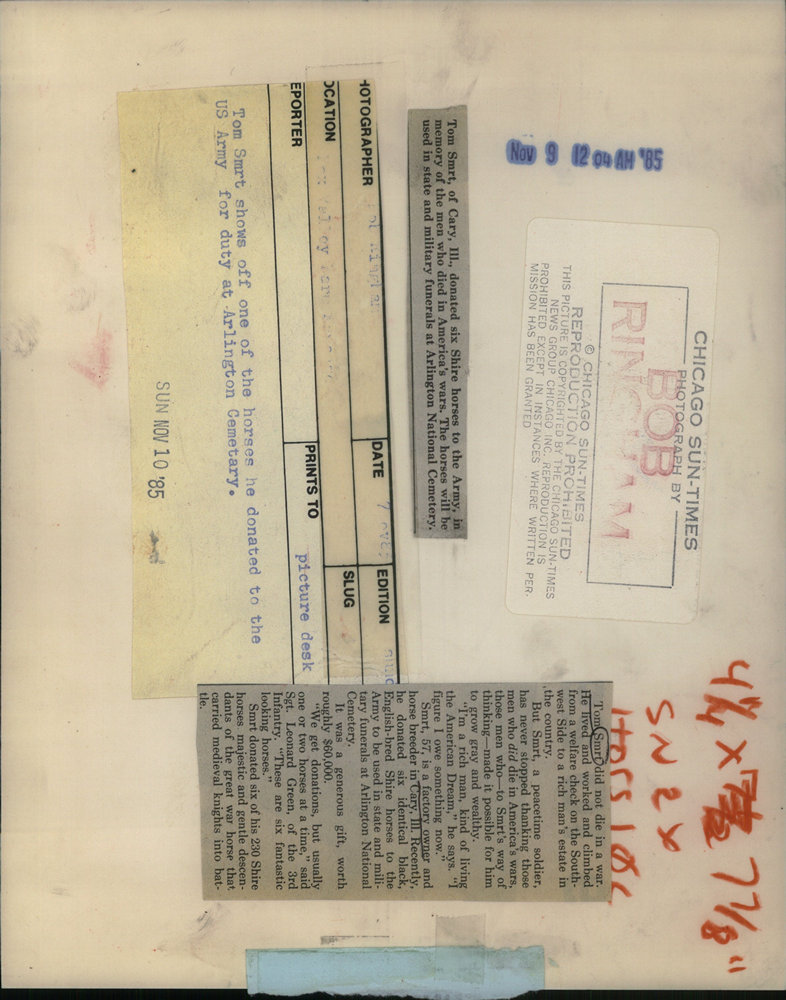 Nov 9 12 04 AM '85
CHICAGO SUN-TIMES
PHOTOGRAPH BY
BOB
© CHICAGO SUN-TIMES
REPRODUCTION PROHIBITED
THIS PICTURE IS COPYRIGHTED BY THE CHICAGO SUN-TIMES
NEWS GROUP CHICAGO, INC. REPRODUCTION IS
PROHIBITED EXCEPT IN INSTANCES WHERE WRITTEN PER-
MISSION HAS BEEN GRANTED
Tom Smrt, of Cary, Ill., donated six Shire horses to the Army, in
memory of the men who died in America's wars. The horses will be
used in state and military funerals at Arlington National Cemetery.
HOTOGRAPHER
DATE
EDITION
OCATION
SLUG
EPORTER
PRINTS TO
picture desk
Tom Smrt shows off one of the horses he donated to the
US Army for duty at Arlington Cemetary.
SUN NOV 10 '85
4¼ x 7⅞"
SN 2x
Tom Smrt did not die in a war.
He lived and worked and climbed
from a welfare check on the South-
west Side to a rich man's estate in
the country.
But Smrt, a peacetime soldier,
has never stopped thanking those
men who did die in America's wars,
those men who—to Smrt's way of
thinking—made it possible for him
to grow gray and wealthy.
"I'm a rich man, kind of living
the American Dream," he says. "I
figure I owe something now."
Smrt, 57, is a factory owner and
horse breeder in Cary, Ill. Recently,
he donated six identical black,
English-bred Shire horses to the
Army to be used in state and mili-
tary funerals at Arlington National
Cemetery.
It was a generous gift, worth
roughly $60,000.
"We get donations, but usually
one or two horses at a time," said
Sgt. Leonard Green, of the 3rd
Infantry. "These are six fantastic
looking horses."
Smrt donated six of his 230 Shire
horses majestic and gentle descen-
dants of the great war horse that
carried medieval knights into bat-
tle.